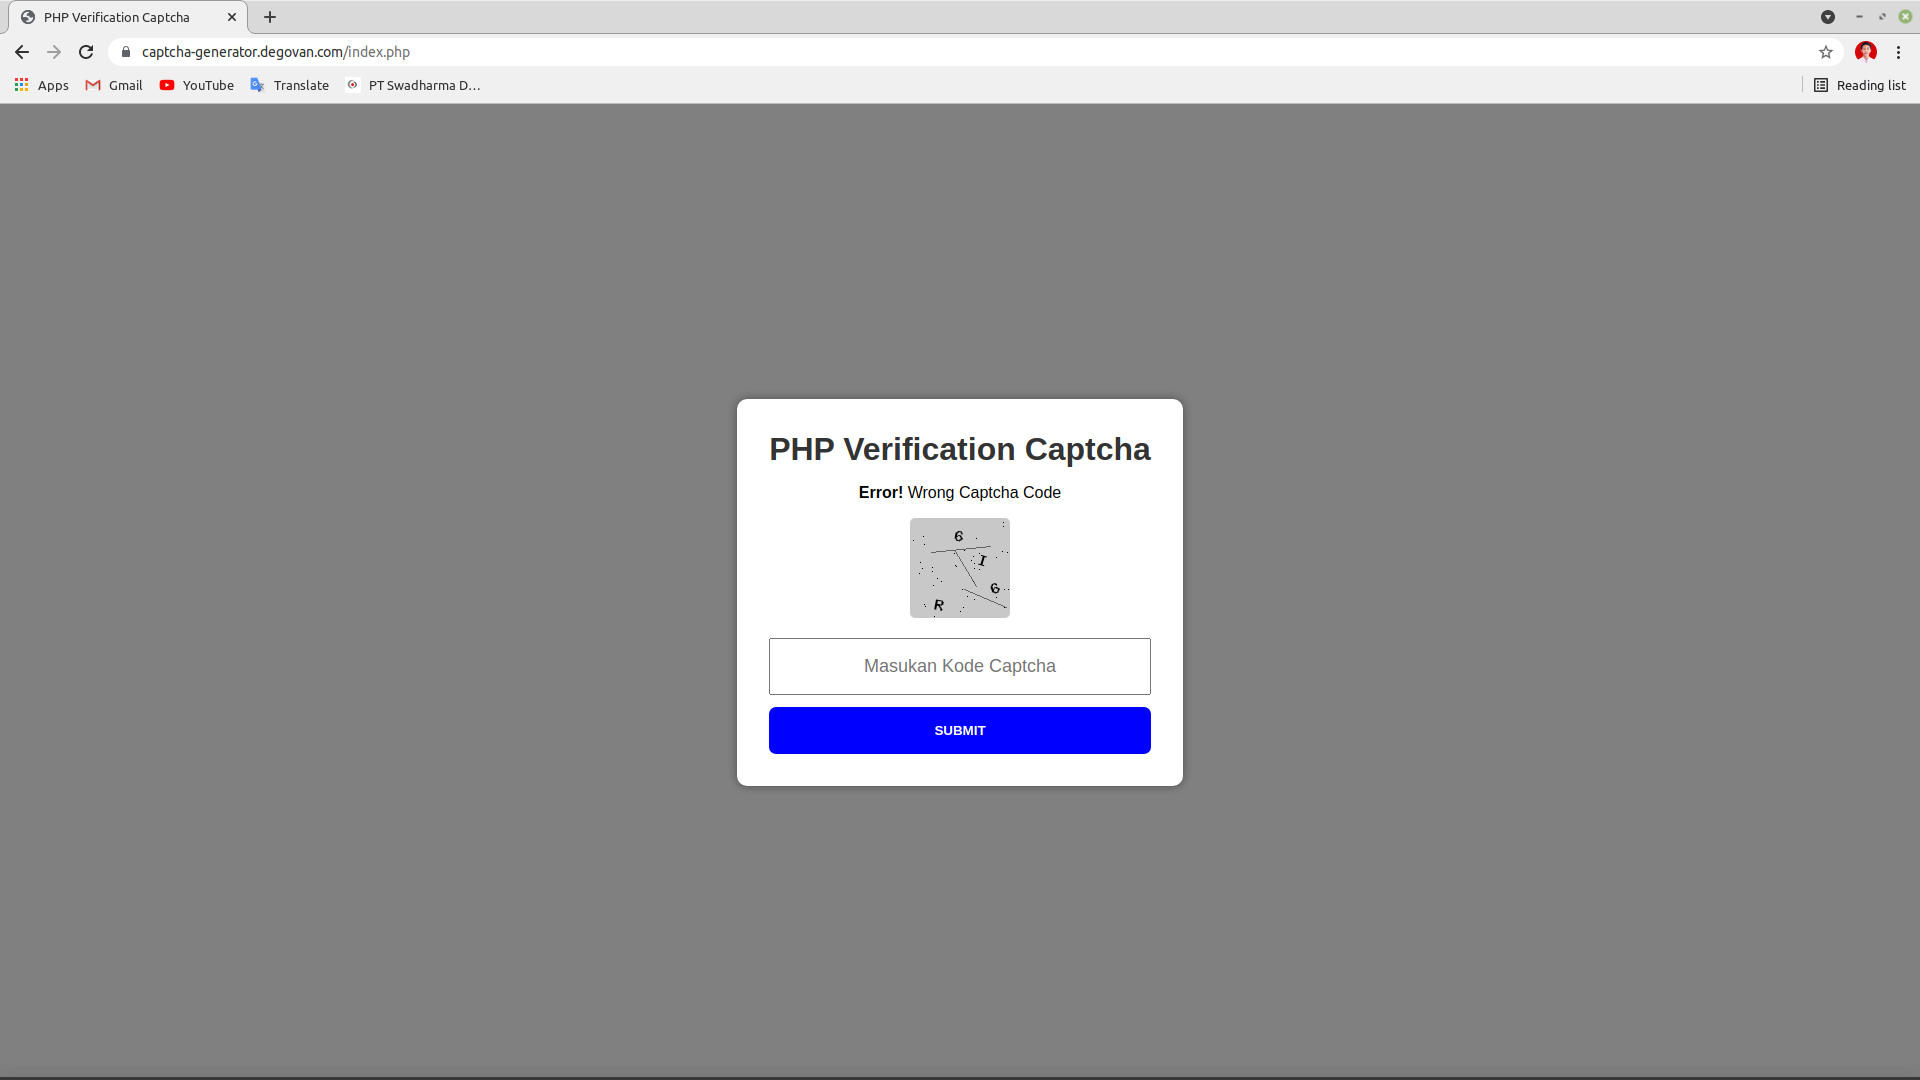 PHP Verification Captcha
captcha-generator.degovan.com/index.php
Apps Gmail YouTube Translate PT Swadharma D... Reading list
PHP Verification Captcha
Error! Wrong Captcha Code
6
I
6
R
Masukan Kode Captcha
SUBMIT